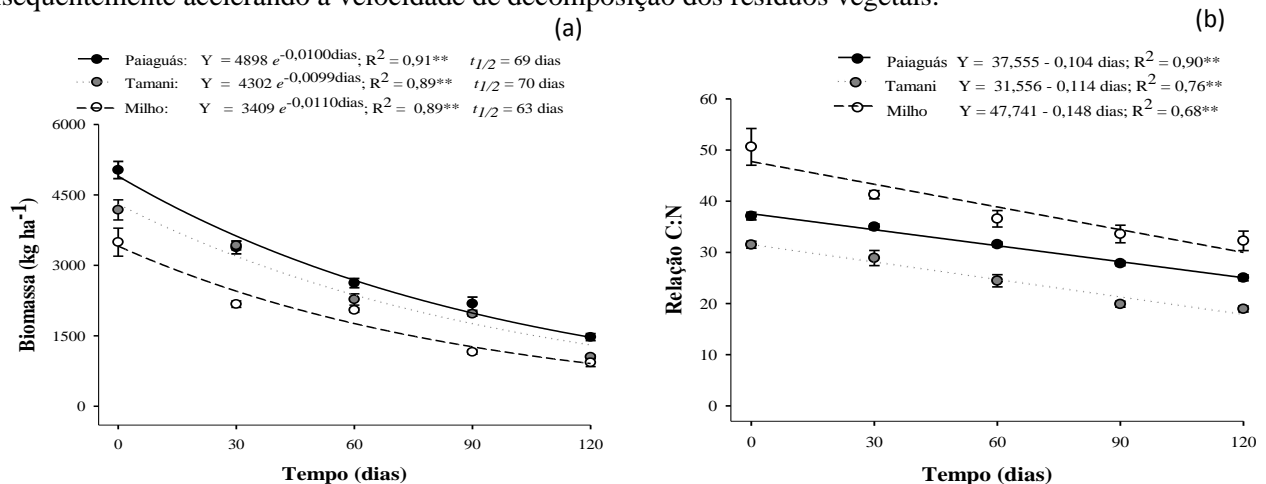 sequentemente acelerando a velocidade de decomposição dos resíduos vegetais.
(a)
Paiaguás: Y = 4898 e-0,0100dias; R2 = 0,91** t1/2 = 69 dias
Tamani: Y = 4302 e-0,0099dias; R2 = 0,89** t1/2 = 70 dias
Milho: Y = 3409 e-0,0110dias; R2 = 0,89** t1/2 = 63 dias
6000
4500
3000
1500
0
Biomassa (kg ha-1)
0 30 60 90 120
Tempo (dias)
(b)
Paiaguás Y = 37,555 - 0,104 dias; R2 = 0,90**
Tamani Y = 31,556 - 0,114 dias; R2 = 0,76**
Milho Y = 47,741 - 0,148 dias; R2 = 0,68**
60
50
40
30
20
10
0
Relação C:N
0 30 60 90 120
Tempo (dias)